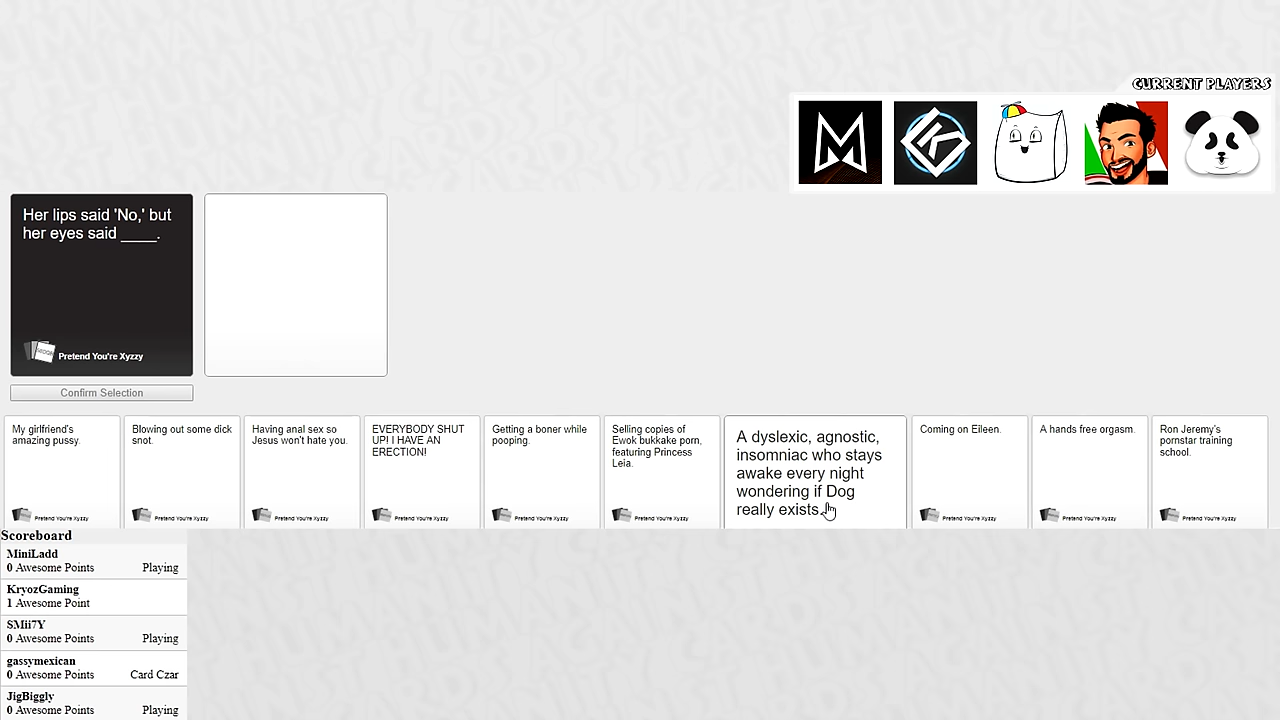 CURRENT PLAYERS
Her lips said 'No,' but
her eyes said ____.
Pretend You're Xyzzy
Confirm Selection
My girlfriend's
amazing pussy.
Pretend You're Xyzzy
Blowing out some dick
snot.
Pretend You're Xyzzy
Having anal sex so
Jesus won't hate you.
Pretend You're Xyzzy
EVERYBODY SHUT
UP! I HAVE AN
ERECTION!
Pretend You're Xyzzy
Getting a boner while
pooping.
Pretend You're Xyzzy
Selling copies of
Ewok bukkake porn,
featuring Princess
Leia.
Pretend You're Xyzzy
A dyslexic, agnostic,
insomniac who stays
awake every night
wondering if Dog
really exists.
Coming on Eileen.
Pretend You're Xyzzy
A hands free orgasm.
Pretend You're Xyzzy
Ron Jeremy's
pornstar training
school.
Pretend You're Xyzzy
Scoreboard
MiniLadd
0 Awesome Points Playing
KryozGaming
1 Awesome Point
SMii7Y
0 Awesome Points Playing
gassymexican
0 Awesome Points Card Czar
JigBiggly
0 Awesome Points Playing